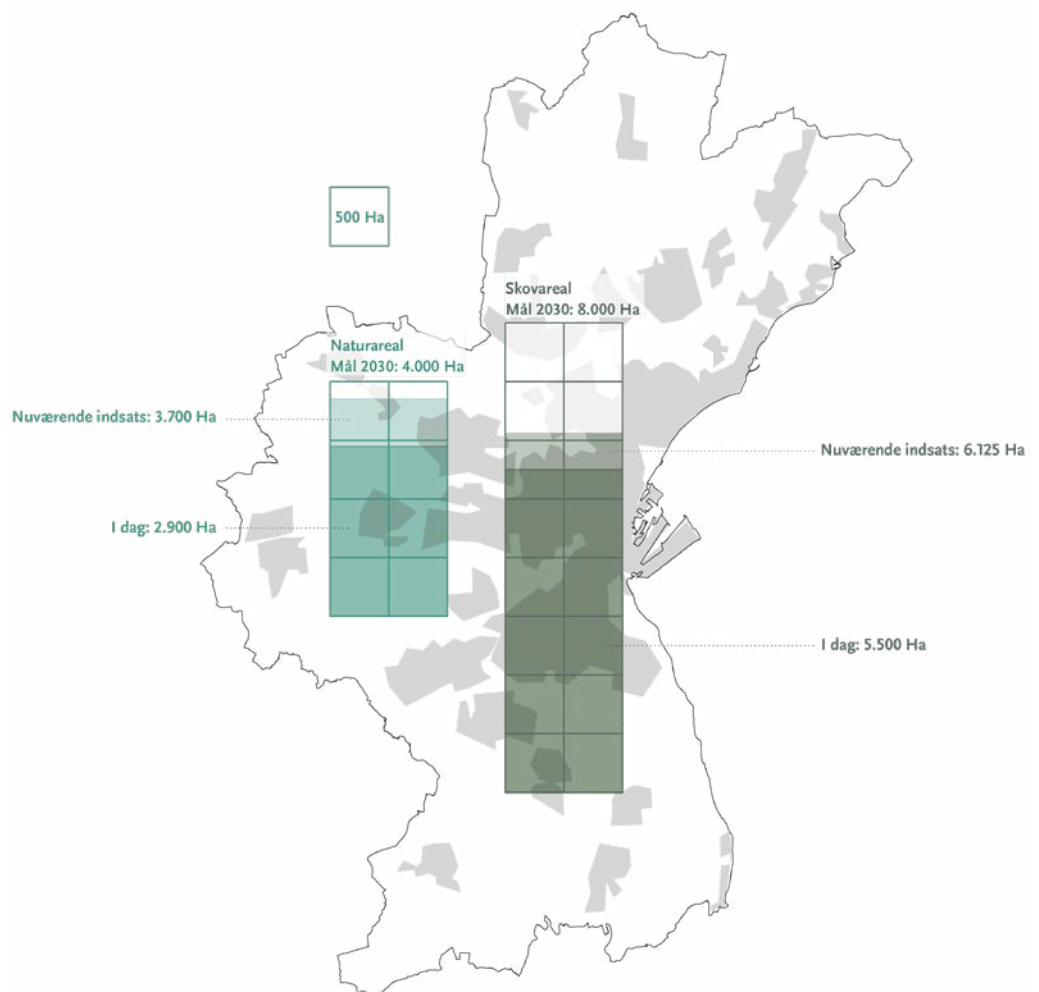 500 Ha
Skovareal
Mål 2030: 8.000 Ha
Naturareal
Mål 2030: 4.000 Ha
Nuværende indsats: 3.700 Ha
Nuværende indsats: 6.125 Ha
I dag: 2.900 Ha
I dag: 5.500 Ha